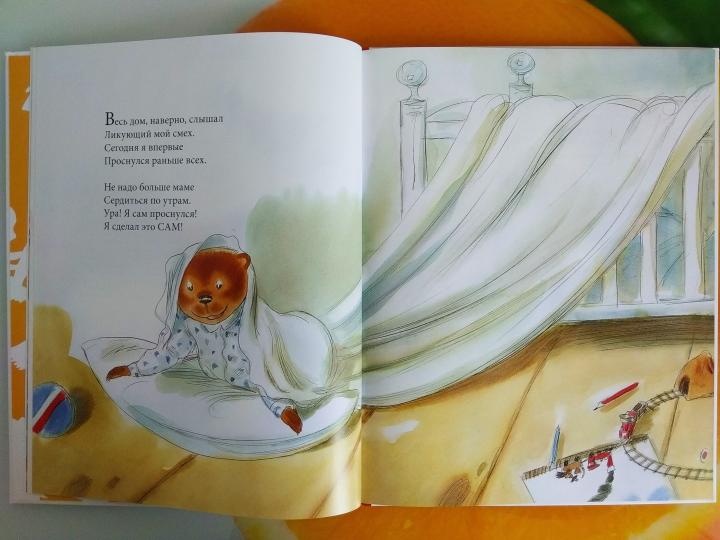 Весь дом, наверно, слышал
Ликующий мой смех.
Сегодня я впервые
Проснулся раньше всех.
Не надо больше маме
Сердиться по утрам.
Ура! Я сам проснулся!
Я сделал это САМ!